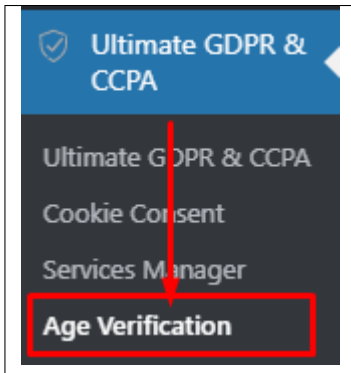 Ultimate GDPR &
CCPA
Ultimate GDPR & CCPA
Cookie Consent
Services Manager
Age Verification